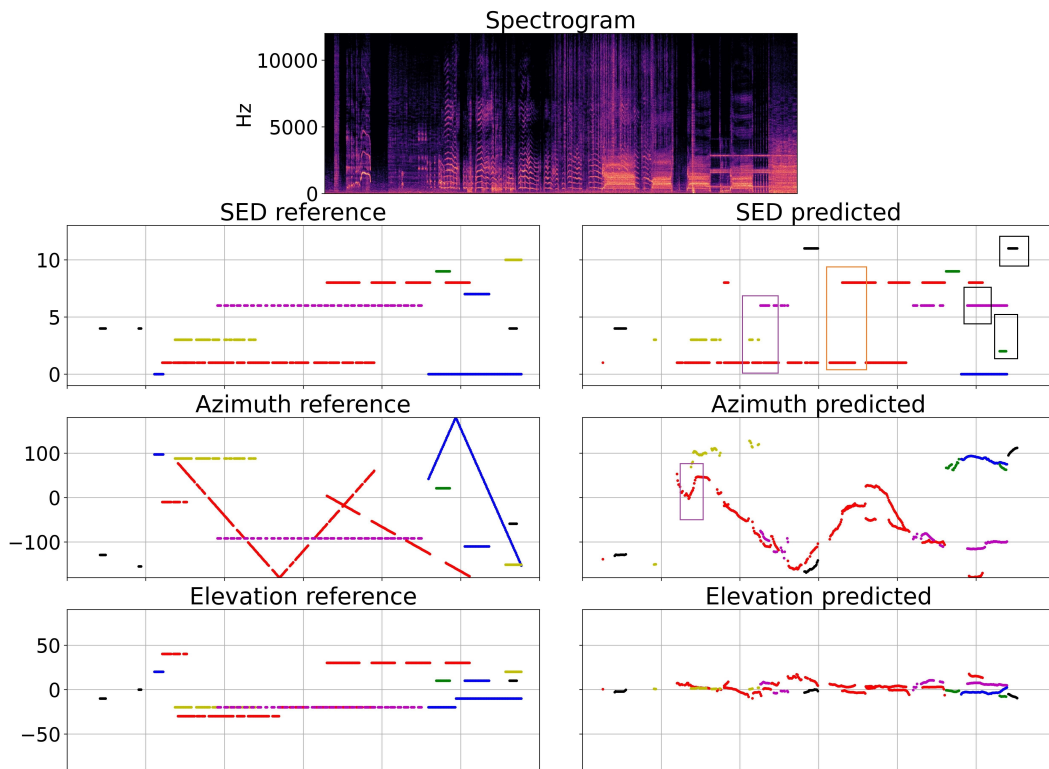 Spectrogram
10000
5000
0
Hz
SED reference
SED predicted
10
5
0
Azimuth reference
Azimuth predicted
100
0
−100
Elevation reference
Elevation predicted
50
0
−50